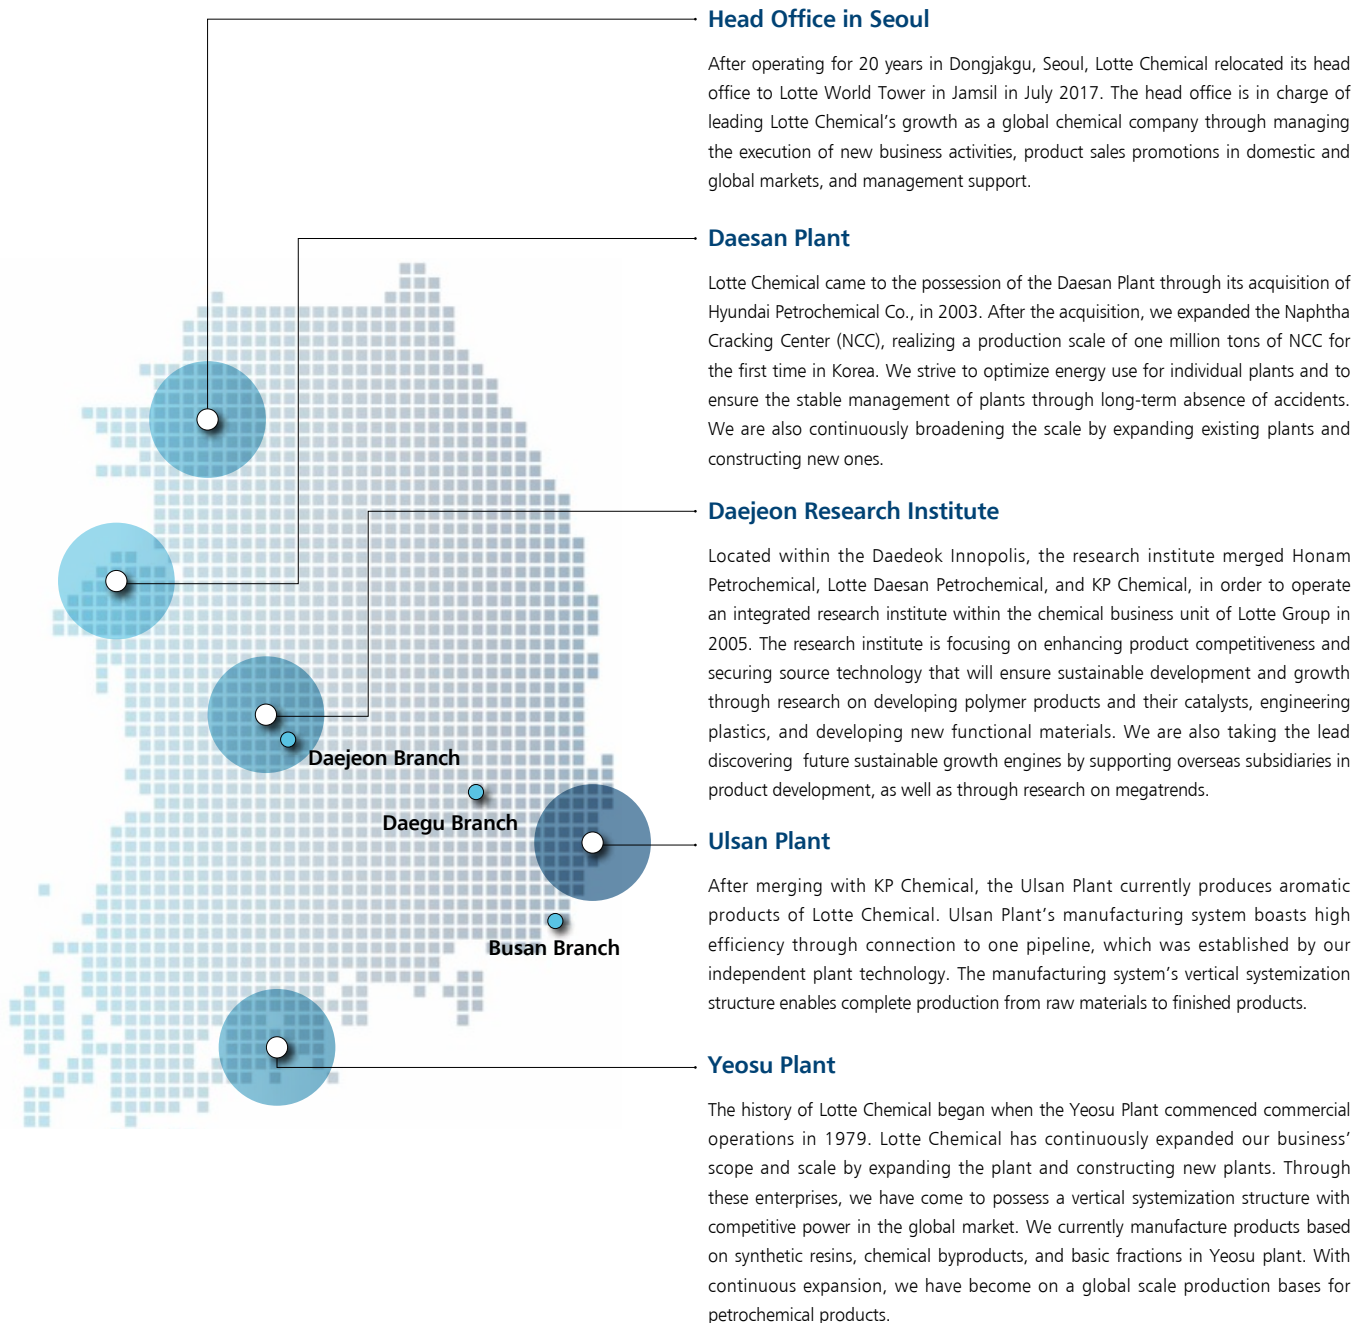 Head Office in Seoul
After operating for 20 years in Dongjakgu, Seoul, Lotte Chemical relocated its head
office to Lotte World Tower in Jamsil in July 2017. The head office is in charge of
leading Lotte Chemical's growth as a global chemical company through managing
the execution of new business activities, product sales promotions in domestic and
global markets, and management support.
Daesan Plant
Lotte Chemical came to the possession of the Daesan Plant through its acquisition of
Hyundai Petrochemical Co., in 2003. After the acquisition, we expanded the Naphtha
Cracking Center (NCC), realizing a production scale of one million tons of NCC for
the first time in Korea. We strive to optimize energy use for individual plants and to
ensure the stable management of plants through long-term absence of accidents.
We are also continuously broadening the scale by expanding existing plants and
constructing new ones.
Daejeon Research Institute
Located within the Daedeok Innopolis, the research institute merged Honam
Petrochemical, Lotte Daesan Petrochemical, and KP Chemical, in order to operate
an integrated research institute within the chemical business unit of Lotte Group in
2005. The research institute is focusing on enhancing product competitiveness and
securing source technology that will ensure sustainable development and growth
through research on developing polymer products and their catalysts, engineering
plastics, and developing new functional materials. We are also taking the lead
discovering future sustainable growth engines by supporting overseas subsidiaries in
product development, as well as through research on megatrends.
Daejeon Branch
Daegu Branch
Busan Branch
Ulsan Plant
After merging with KP Chemical, the Ulsan Plant currently produces aromatic
products of Lotte Chemical. Ulsan Plant's manufacturing system boasts high
efficiency through connection to one pipeline, which was established by our
independent plant technology. The manufacturing system's vertical systemization
structure enables complete production from raw materials to finished products.
Yeosu Plant
The history of Lotte Chemical began when the Yeosu Plant commenced commercial
operations in 1979. Lotte Chemical has continuously expanded our business'
scope and scale by expanding the plant and constructing new plants. Through
these enterprises, we have come to possess a vertical systemization structure with
competitive power in the global market. We currently manufacture products based
on synthetic resins, chemical byproducts, and basic fractions in Yeosu plant. With
continuous expansion, we have become on a global scale production bases for
petrochemical products.